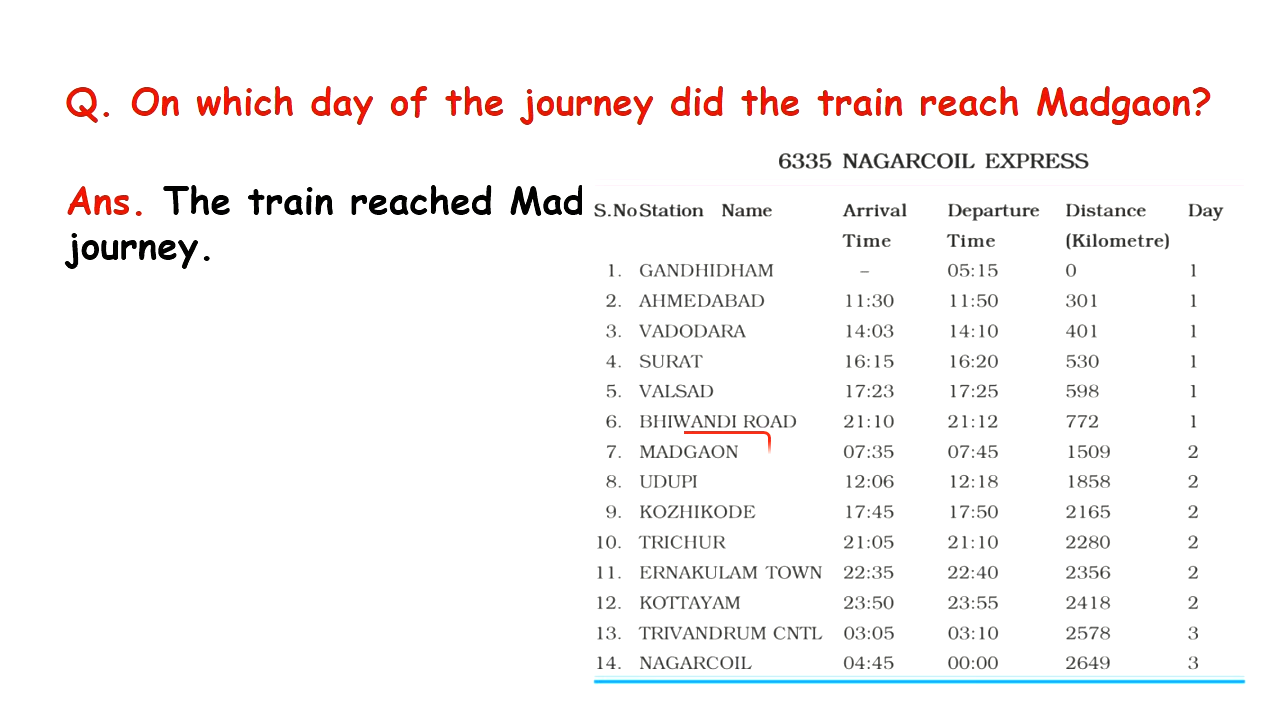 Q. On which day of the journey did the train reach Madgaon?
Ans. The train reached Mad
journey.
6335 NAGARCOIL EXPRESS
S.No Station Name Arrival Time Departure Time Distance (Kilometre) Day
1. GANDHIDHAM – 05:15 0 1
2. AHMEDABAD 11:30 11:50 301 1
3. VADODARA 14:03 14:10 401 1
4. SURAT 16:15 16:20 530 1
5. VALSAD 17:23 17:25 598 1
6. BHIWANDI ROAD 21:10 21:12 772 1
7. MADGAON 07:35 07:45 1509 2
8. UDUPI 12:06 12:18 1858 2
9. KOZHIKODE 17:45 17:50 2165 2
10. TRICHUR 21:05 21:10 2280 2
11. ERNAKULAM TOWN 22:35 22:40 2356 2
12. KOTTAYAM 23:50 23:55 2418 2
13. TRIVANDRUM CNTL 03:05 03:10 2578 3
14. NAGARCOIL 04:45 00:00 2649 3